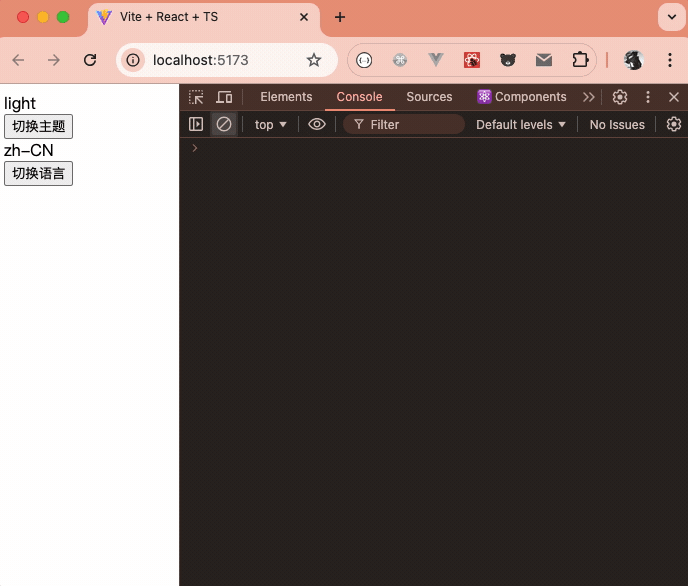 Vite + React + TS
localhost:5173
light
切换主题
zh-CN
切换语言
Elements Console Sources Components
top Filter Default levels No Issues